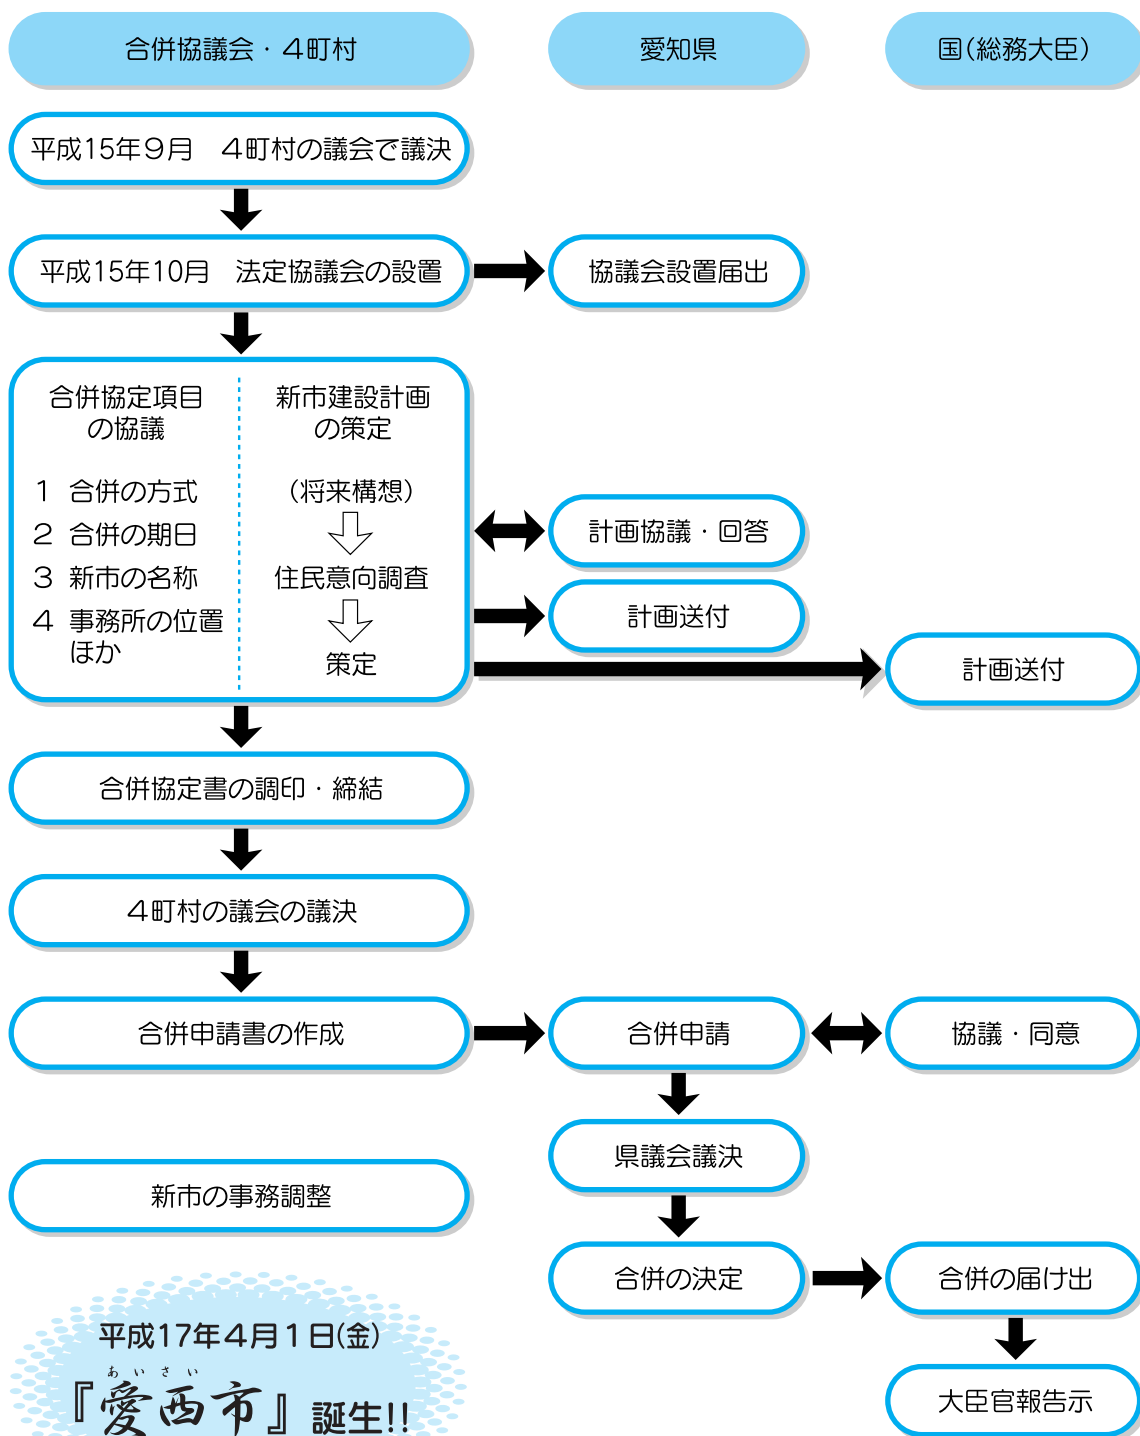 合併協議会・４町村
愛知県
国(総務大臣)
平成15年９月　４町村の議会で議決
平成15年10月　法定協議会の設置
協議会設置届出
合併協定項目
の協議
1 合併の方式
2 合併の期日
3 新市の名称
4 事務所の位置
ほか
新市建設計画
の策定
(将来構想)
住民意向調査
策定
計画協議・回答
計画送付
計画送付
合併協定書の調印・締結
４町村の議会の議決
合併申請書の作成
合併申請
協議・同意
県議会議決
新市の事務調整
合併の決定
合併の届け出
大臣官報告示
平成17年４月１日(金)
あいさい
『愛西市』誕生!!